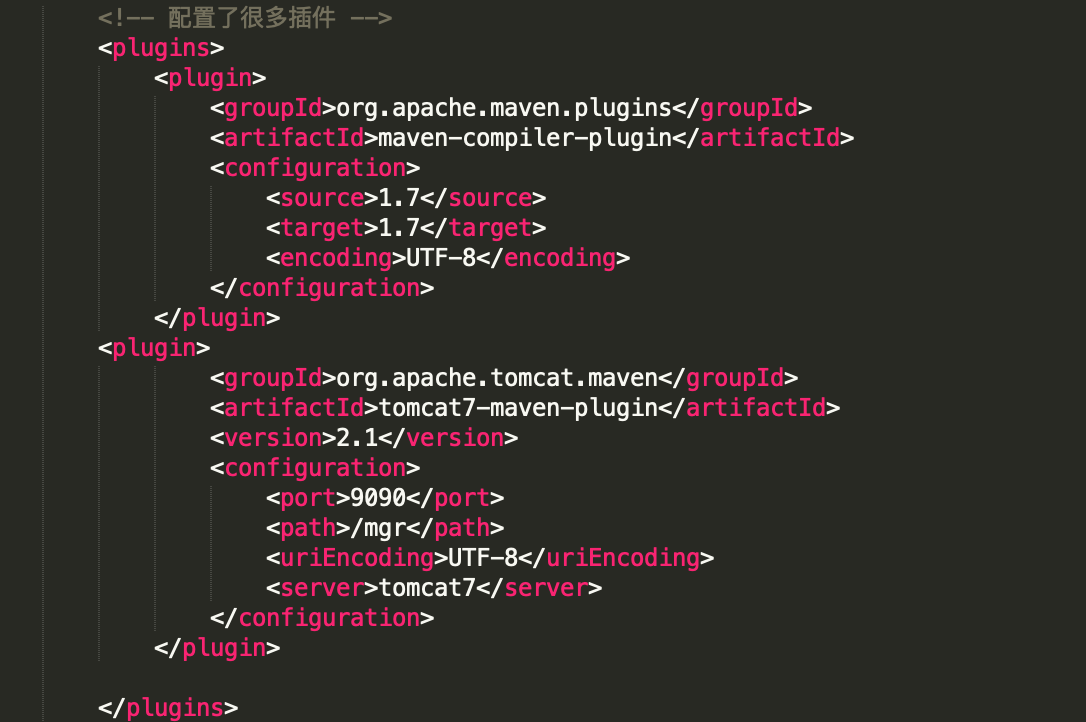 <!-- 配置了很多插件 -->
<plugins>
<plugin>
<groupId>org.apache.maven.plugins</groupId>
<artifactId>maven-compiler-plugin</artifactId>
<configuration>
<source>1.7</source>
<target>1.7</target>
<encoding>UTF-8</encoding>
</configuration>
</plugin>
<plugin>
<groupId>org.apache.tomcat.maven</groupId>
<artifactId>tomcat7-maven-plugin</artifactId>
<version>2.1</version>
<configuration>
<port>9090</port>
<path>/mgr</path>
<uriEncoding>UTF-8</uriEncoding>
<server>tomcat7</server>
</configuration>
</plugin>
</plugins>